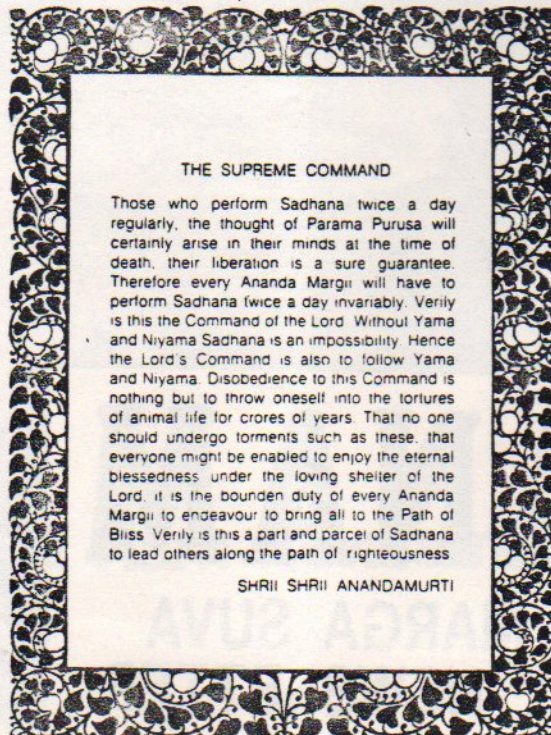 THE SUPREME COMMAND
Those who perform Sadhana twice a day
regularly, the thought of Parama Purusa will
certainly arise in their minds at the time of
death, their liberation is a sure guarantee.
Therefore every Ananda Margii will have to
perform Sadhana twice a day invariably. Verily
is this the Command of the Lord Without Yama
and Niyama Sadhana is an impossibility. Hence
the Lord's Command is also to follow Yama
and Niyama. Disobedience to this Command is
nothing but to throw oneself into the tortures
of animal life for crores of years. That no one
should undergo torments such as these, that
everyone might be enabled to enjoy the eternal
blessedness under the loving shelter of the
Lord. it is the bounden duty of every Ananda
Margii to endeavour to bring all to the Path of
Bliss Verily is this a part and parcel of Sadhana
to lead others along the path of righteousness
SHRII SHRII ANANDAMURTI